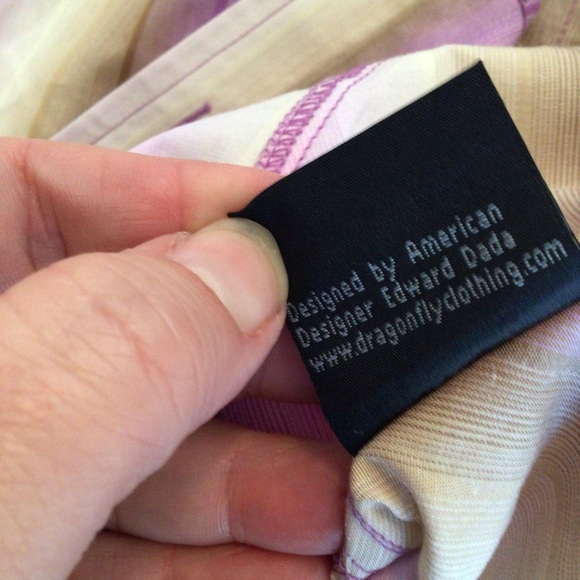 Designed by American
Designer Edward Dada
www.dragonflyclothing.com